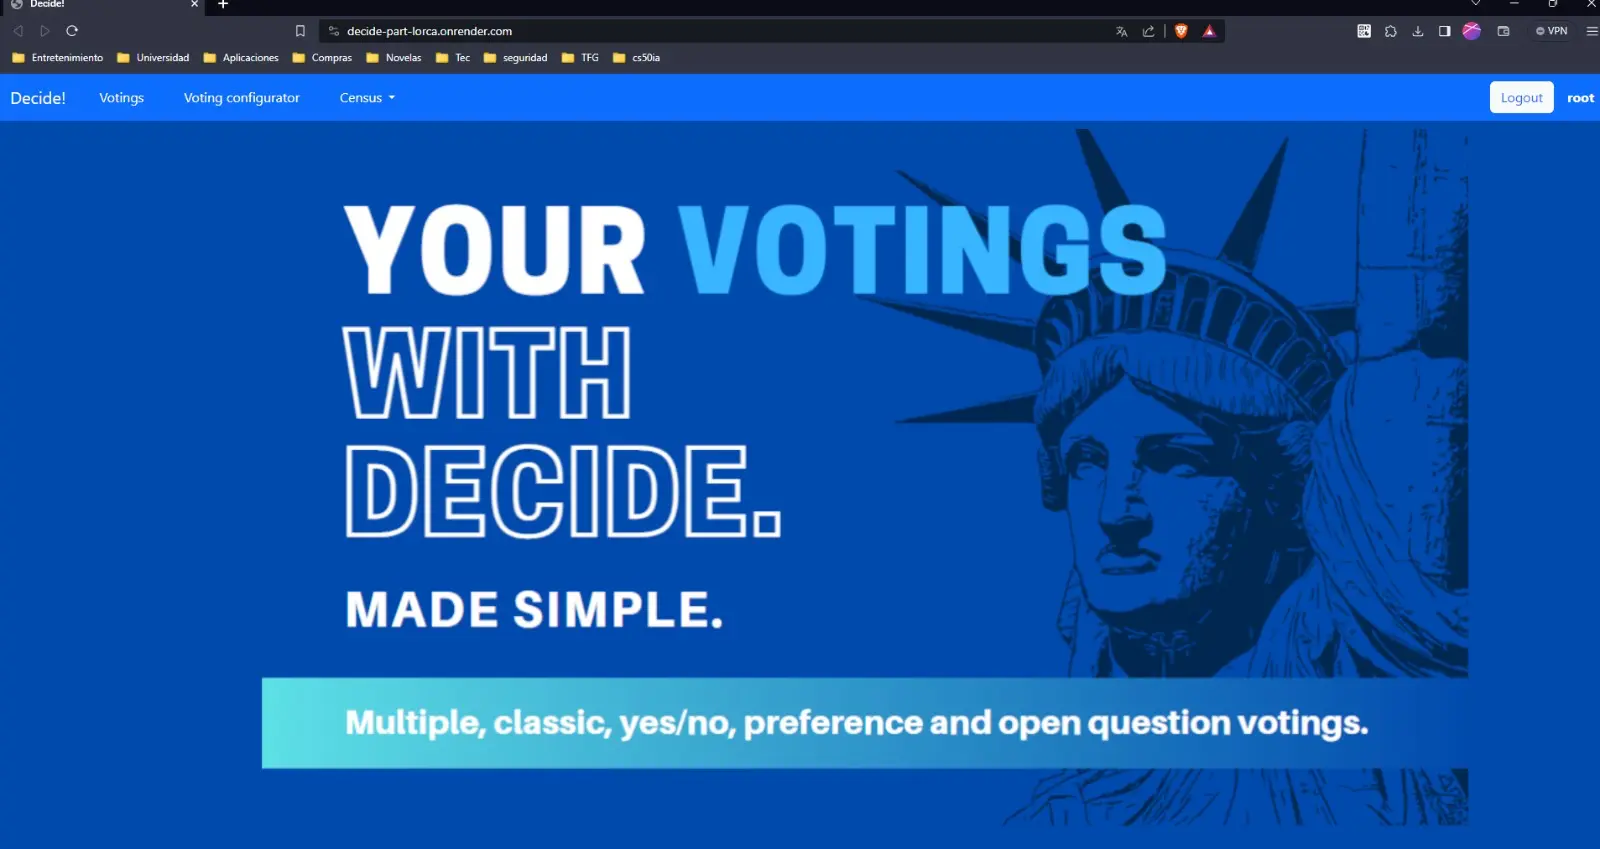 Decide!
decide-part-lorca.onrender.com
VPN
Entretenimiento Universidad Aplicaciones Compras Novelas Tec seguridad TFG cs50ia
Decide! Votings Voting configurator Census Logout root
YOUR VOTINGS
WITH
DECIDE.
MADE SIMPLE.
Multiple, classic, yes/no, preference and open question votings.